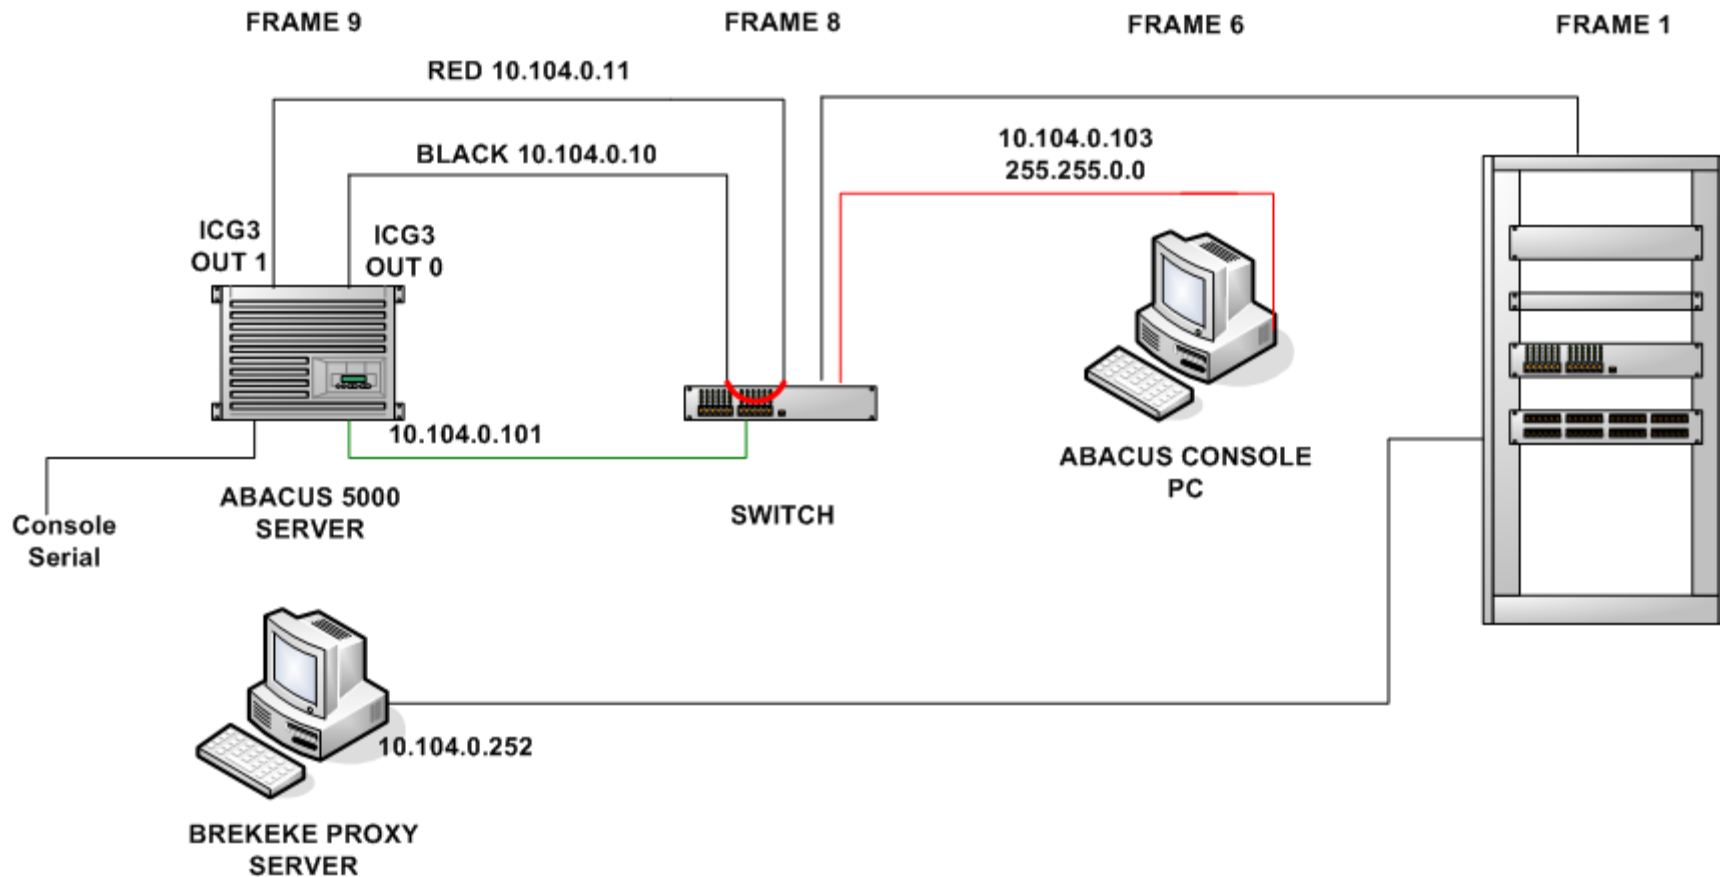 FRAME 9
FRAME 8
FRAME 6
FRAME 1
RED 10.104.0.11
BLACK 10.104.0.10
10.104.0.103
255.255.0.0
ICG3
OUT 1
ICG3
OUT 0
10.104.0.101
ABACUS 5000
SERVER
SWITCH
ABACUS CONSOLE
PC
Console
Serial
10.104.0.252
BREKEKE PROXY
SERVER